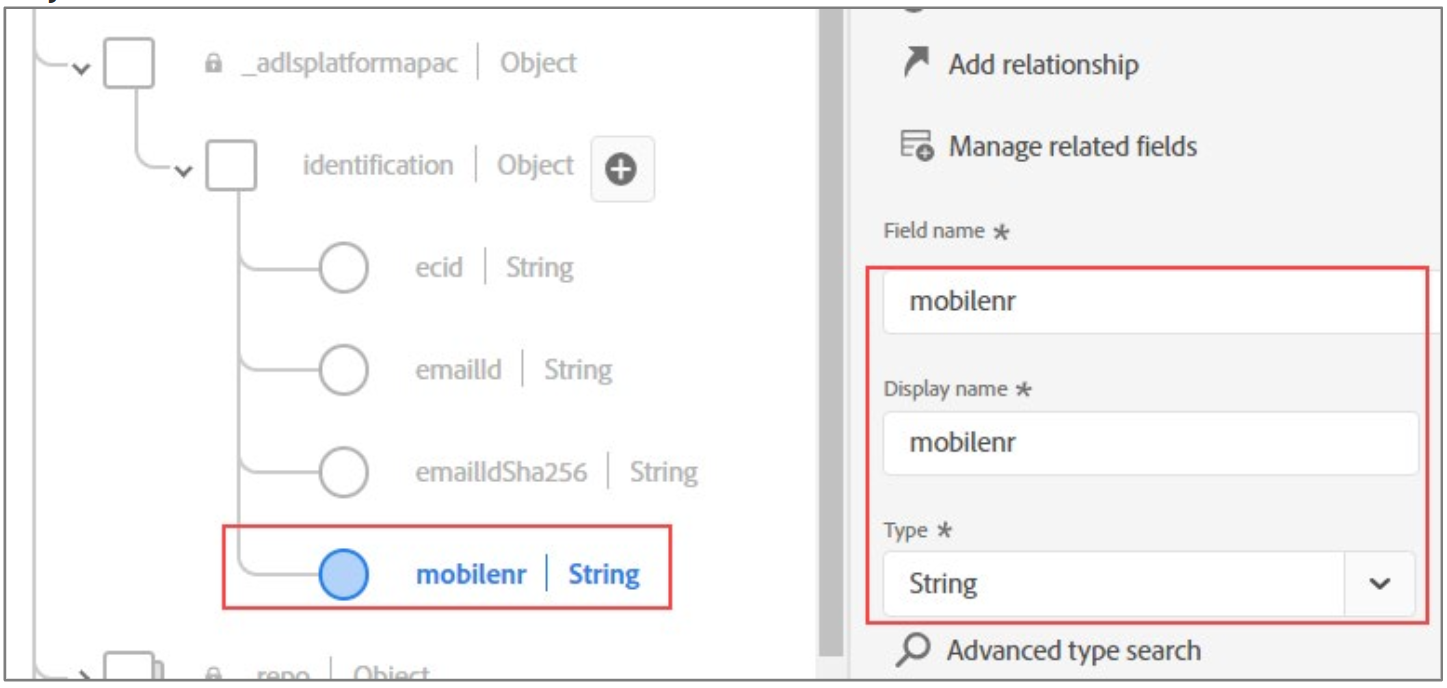 _adlsplatformapac | Object
identification | Object
ecid | String
emailId | String
emailIdSha256 | String
mobilenr | String
_repo | Object
Add relationship
Manage related fields
Field name *
mobilenr
Display name *
mobilenr
Type *
String
Advanced type search